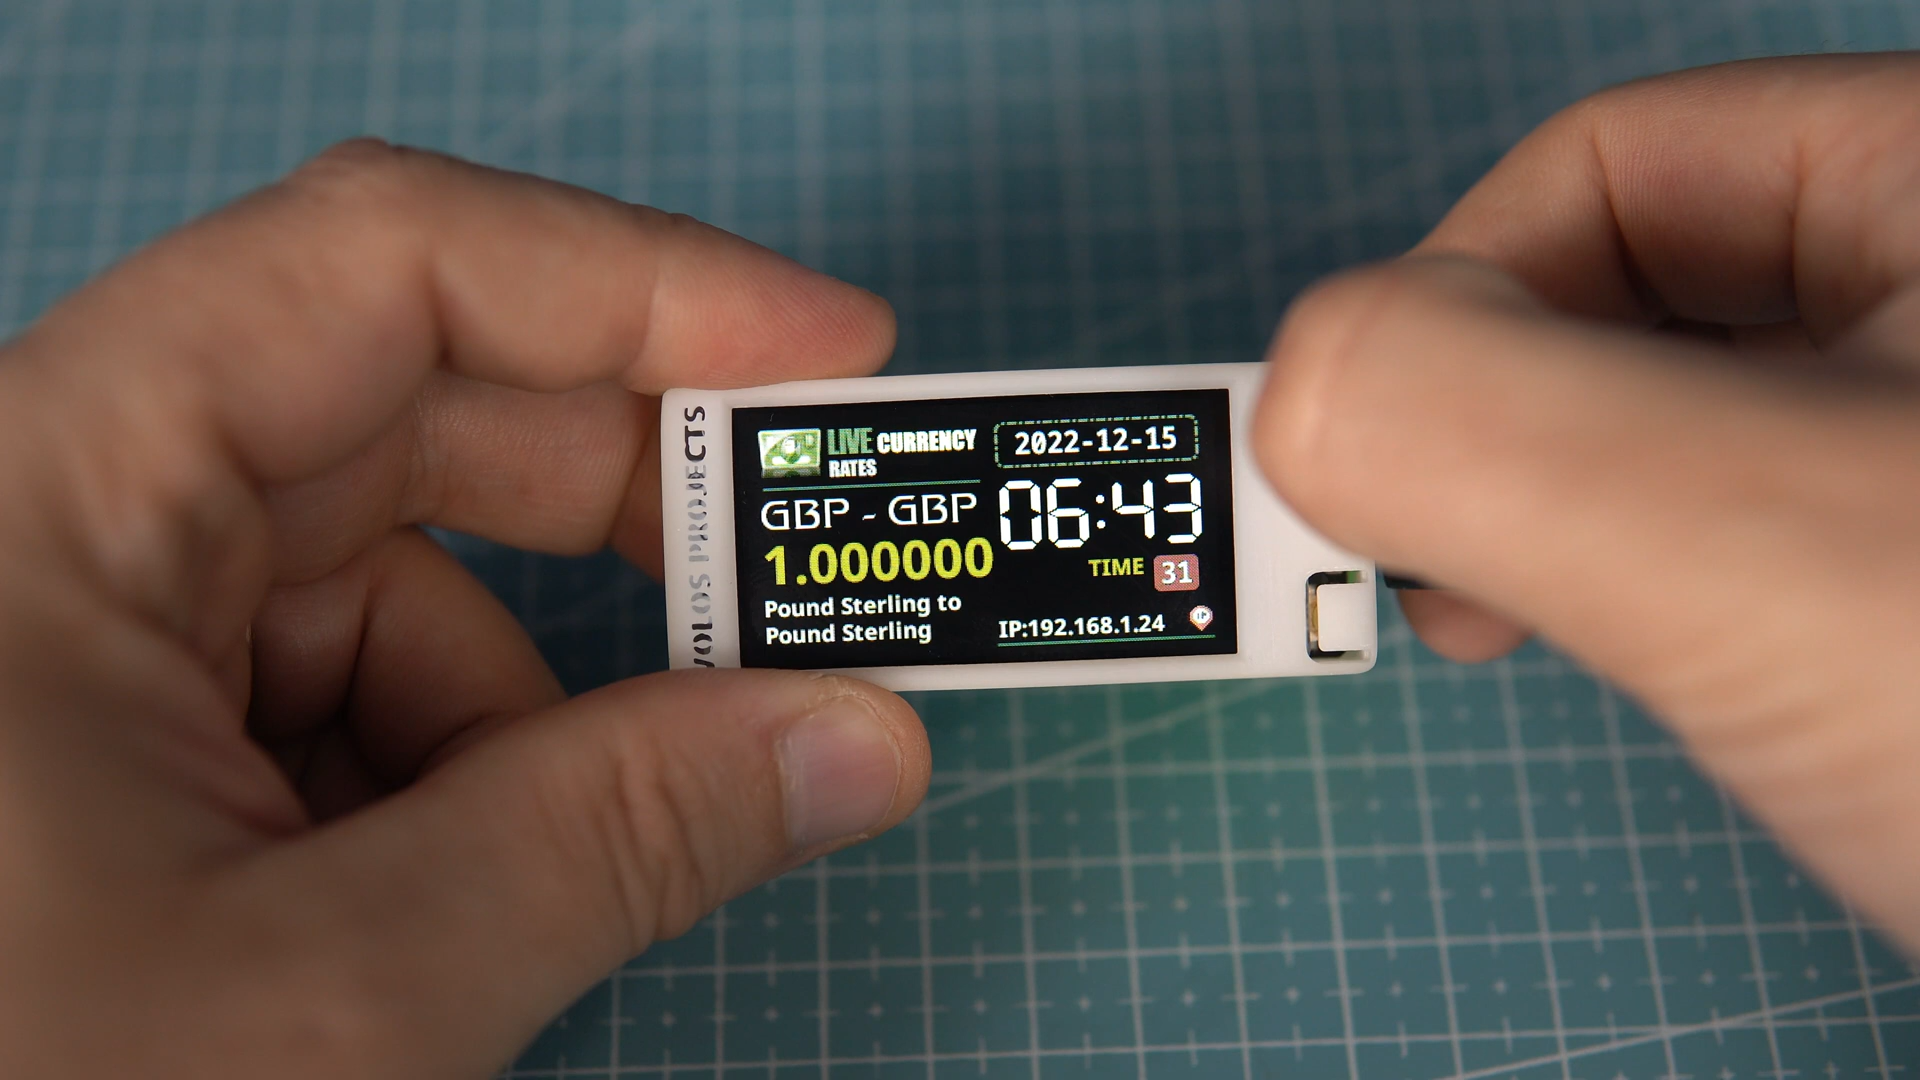 VOLOS PROJECTS
LIVE CURRENCY
RATES
2022-12-15
GBP - GBP
06:43
1.000000
TIME 31
Pound Sterling to
Pound Sterling
IP:192.168.1.24